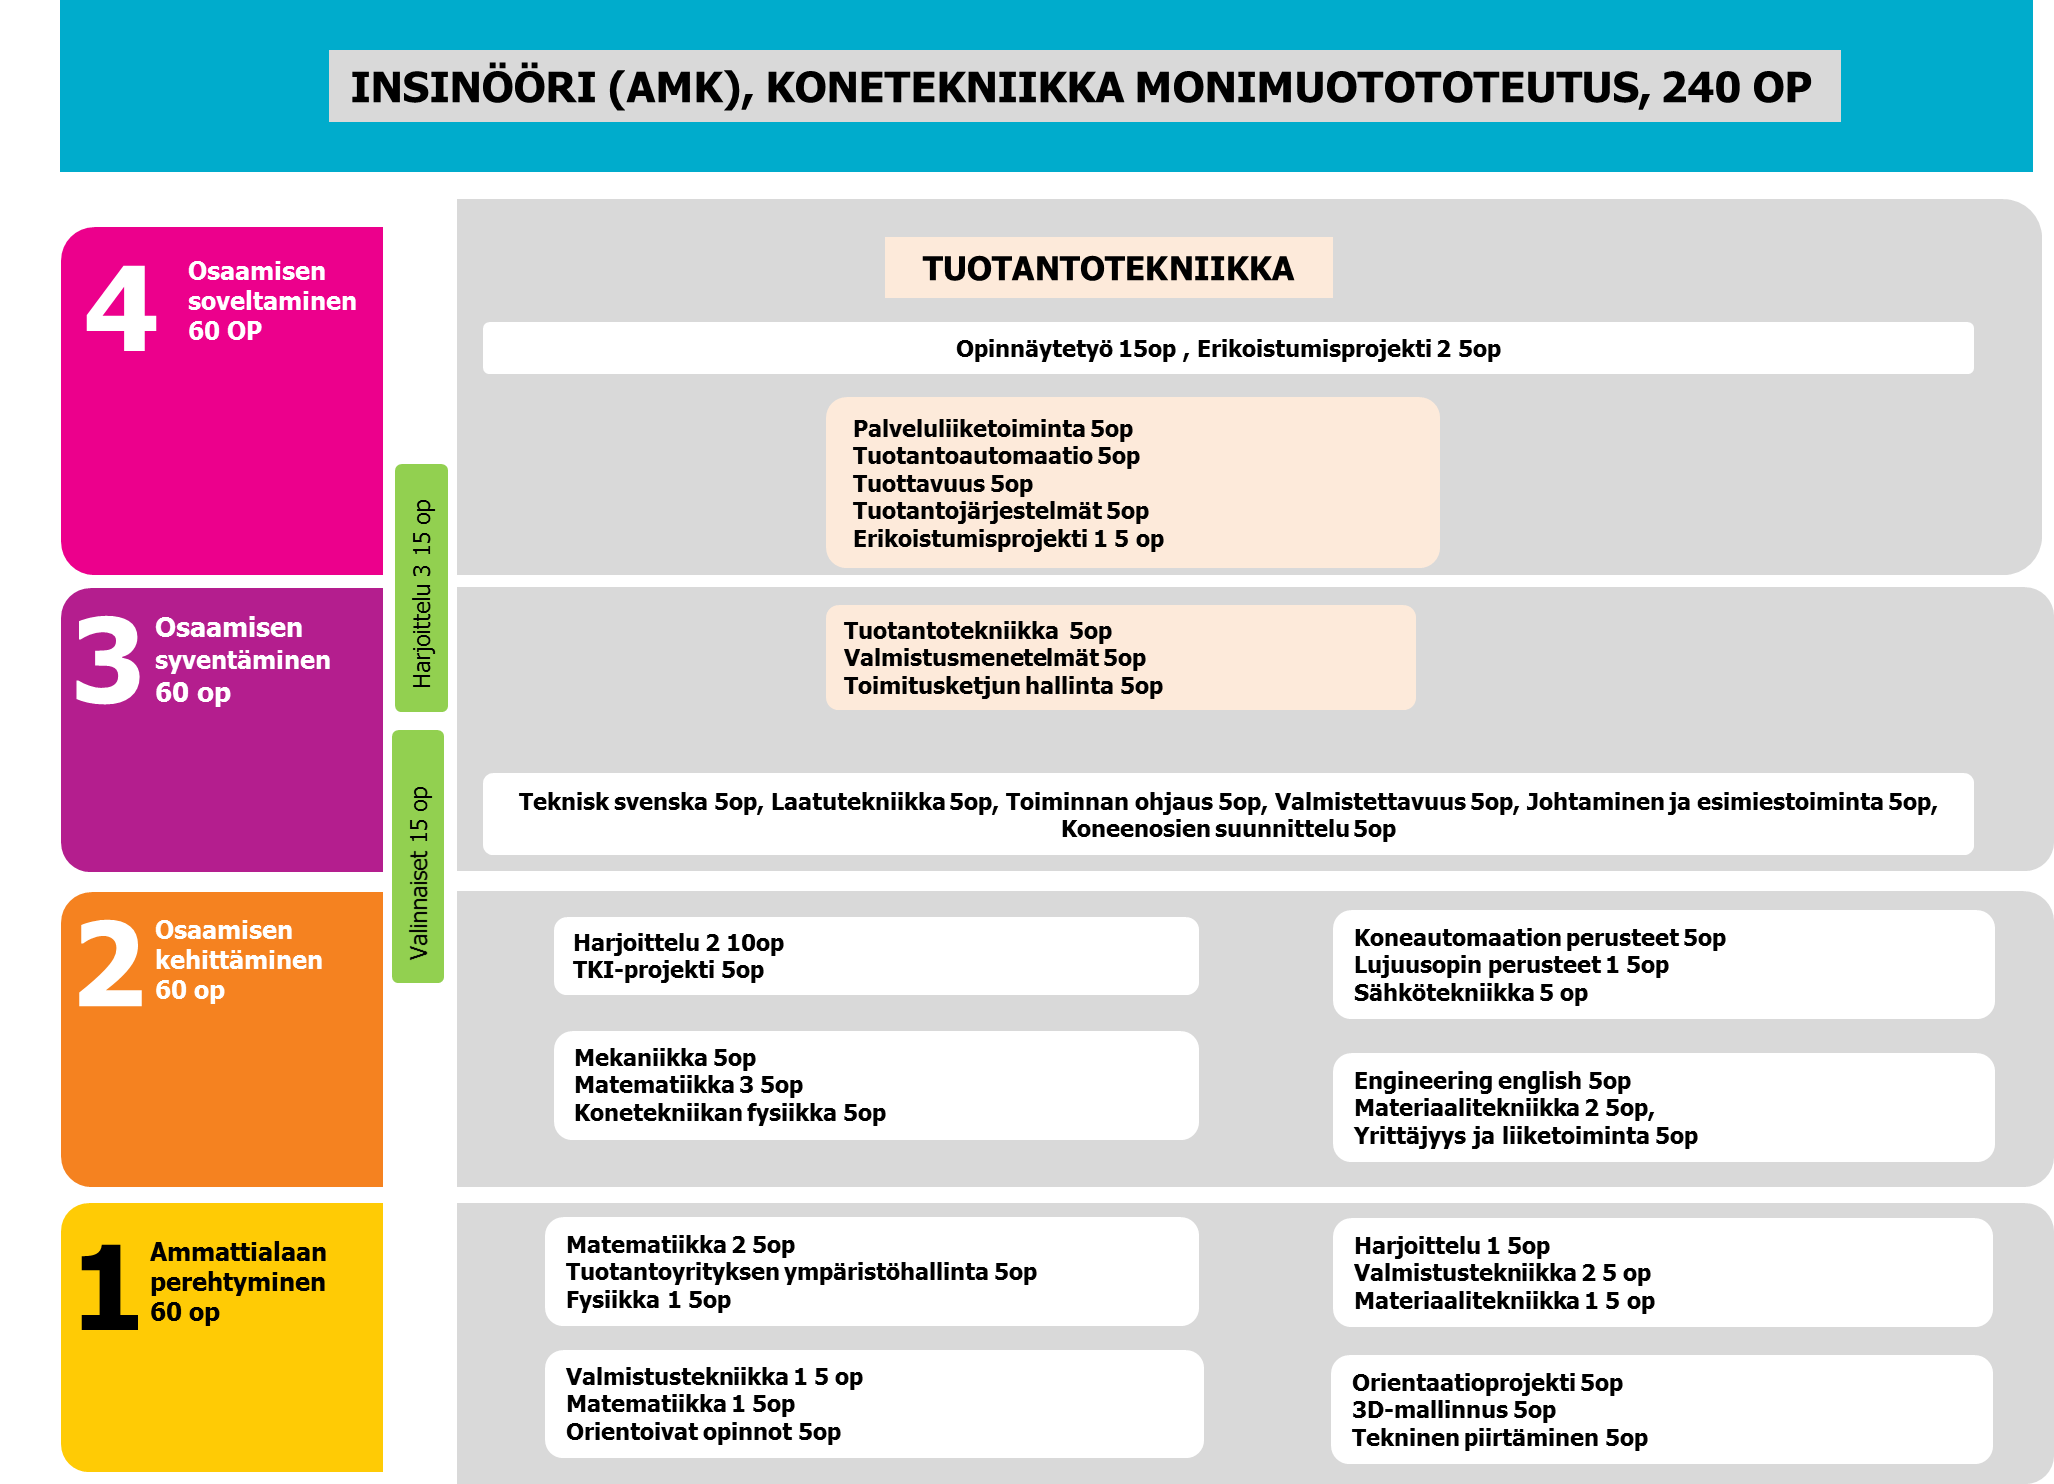 INSINÖÖRI (AMK), KONETEKNIIKKA MONIMUOTOTOTEUTUS, 240 OP
4
Osaamisen
soveltaminen
60 OP
TUOTANTOTEKNIIKKA
Opinnäytetyö 15op , Erikoistumisprojekti 2 5op
Palveluliiketoiminta 5op
Tuotantoautomaatio 5op
Tuottavuus 5op
Tuotantojärjestelmät 5op
Erikoistumisprojekti 1 5 op
Harjoittelu 3 15 op
3
Osaamisen
syventäminen
60 op
Tuotantotekniikka 5op
Valmistusmenetelmät 5op
Toimitusketjun hallinta 5op
Teknisk svenska 5op, Laatutekniikka 5op, Toiminnan ohjaus 5op, Valmistettavuus 5op, Johtaminen ja esimiestoiminta 5op,
Koneenosien suunnittelu 5op
Valinnaiset 15 op
2
Osaamisen
kehittäminen
60 op
Harjoittelu 2 10op
TKI-projekti 5op
Koneautomaation perusteet 5op
Lujuusopin perusteet 1 5op
Sähkötekniikka 5 op
Mekaniikka 5op
Matematiikka 3 5op
Konetekniikan fysiikka 5op
Engineering english 5op
Materiaalitekniikka 2 5op,
Yrittäjyys ja liiketoiminta 5op
1
Ammattialaan
perehtyminen
60 op
Matematiikka 2 5op
Tuotantoyrityksen ympäristöhallinta 5op
Fysiikka 1 5op
Harjoittelu 1 5op
Valmistustekniikka 2 5 op
Materiaalitekniikka 1 5 op
Valmistustekniikka 1 5 op
Matematiikka 1 5op
Orientoivat opinnot 5op
Orientaatioprojekti 5op
3D-mallinnus 5op
Tekninen piirtäminen 5op